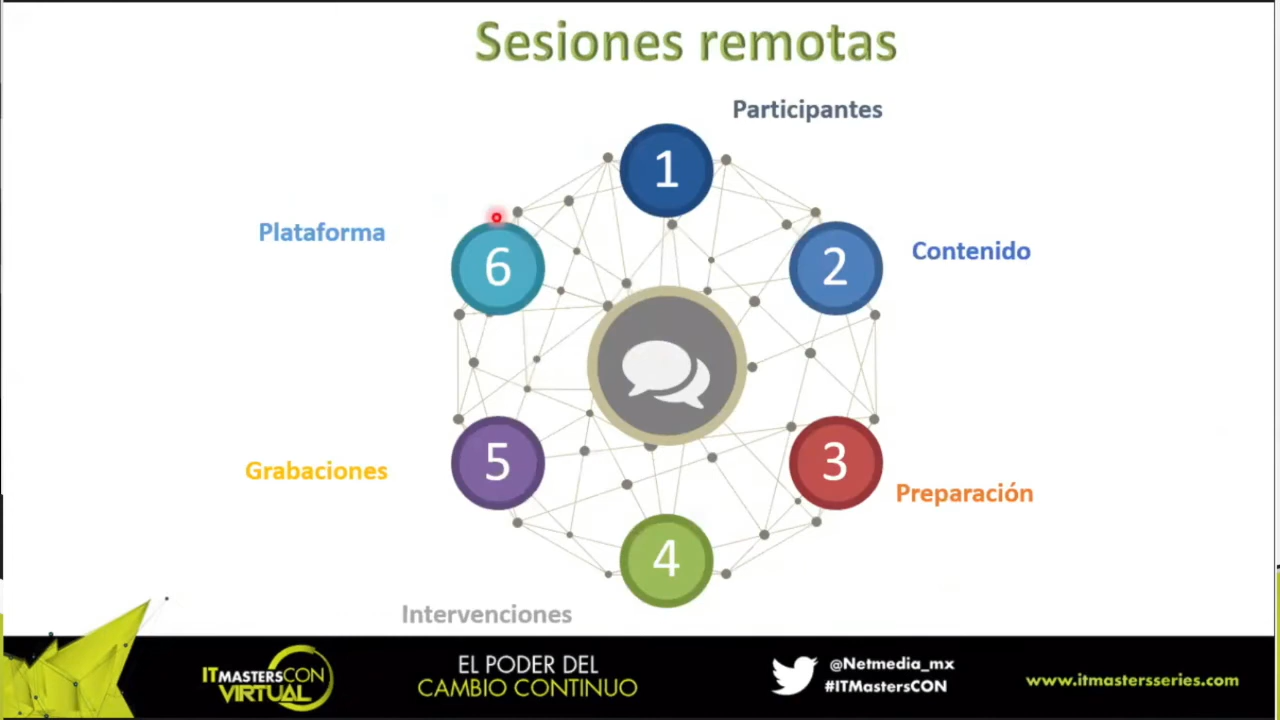 Sesiones remotas
1
Participantes
2
Contenido
3
Preparación
4
Intervenciones
5
Grabaciones
6
Plataforma
ITMASTERSCON
VIRTUAL
EL PODER DEL
CAMBIO CONTINUO
@Netmedia_mx
#ITMastersCON
www.itmastersseries.com